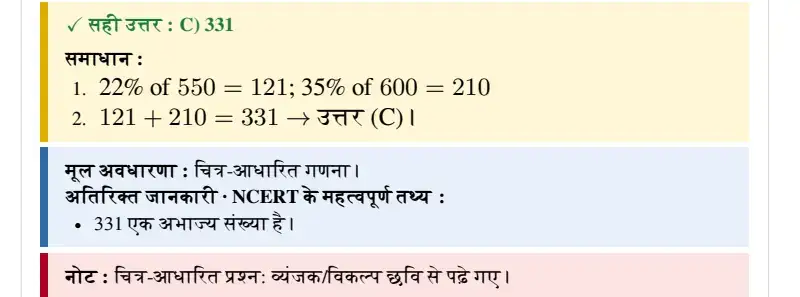 ✓ सही उत्तर : C) 331
समाधान :
1. 22% of 550 = 121; 35% of 600 = 210
2. 121 + 210 = 331 → उत्तर (C)।
मूल अवधारणा : चित्र-आधारित गणना।
अतिरिक्त जानकारी · NCERT के महत्वपूर्ण तथ्य :
• 331 एक अभाज्य संख्या है।
नोट : चित्र-आधारित प्रश्न: व्यंजक/विकल्प छवि से पढ़े गए।